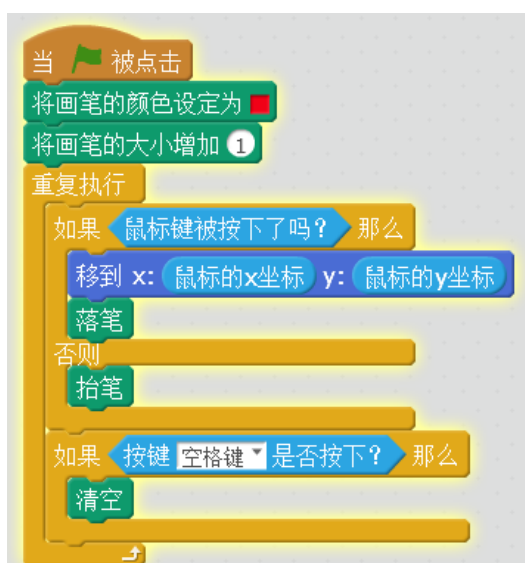 当 被点击
将画笔的颜色设定为
将画笔的大小增加 1
重复执行
如果 鼠标键被按下了吗? 那么
移到 x: 鼠标的x坐标 y: 鼠标的y坐标
落笔
否则
抬笔
如果 按键 空格键 是否按下? 那么
清空